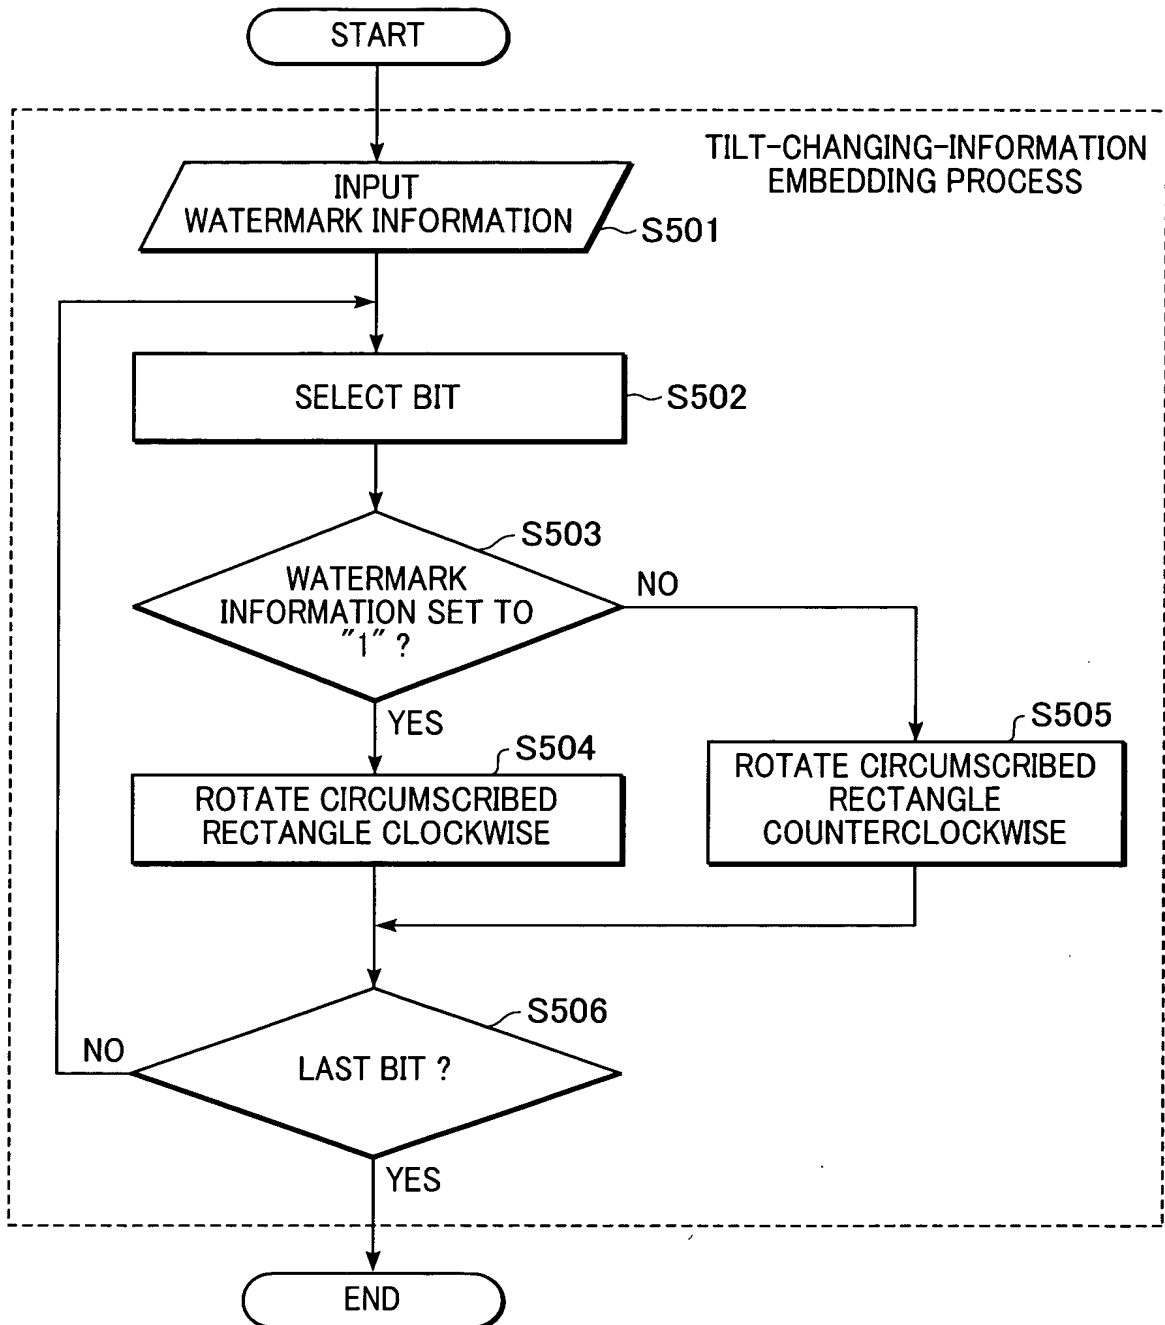 START
TILT-CHANGING-INFORMATION
EMBEDDING PROCESS
INPUT
WATERMARK INFORMATION
S501
SELECT BIT
S502
S503
WATERMARK
INFORMATION SET TO
"1" ?
NO
YES
S504
ROTATE CIRCUMSCRIBED
RECTANGLE CLOCKWISE
S505
ROTATE CIRCUMSCRIBED
RECTANGLE
COUNTERCLOCKWISE
S506
LAST BIT ?
NO
YES
END